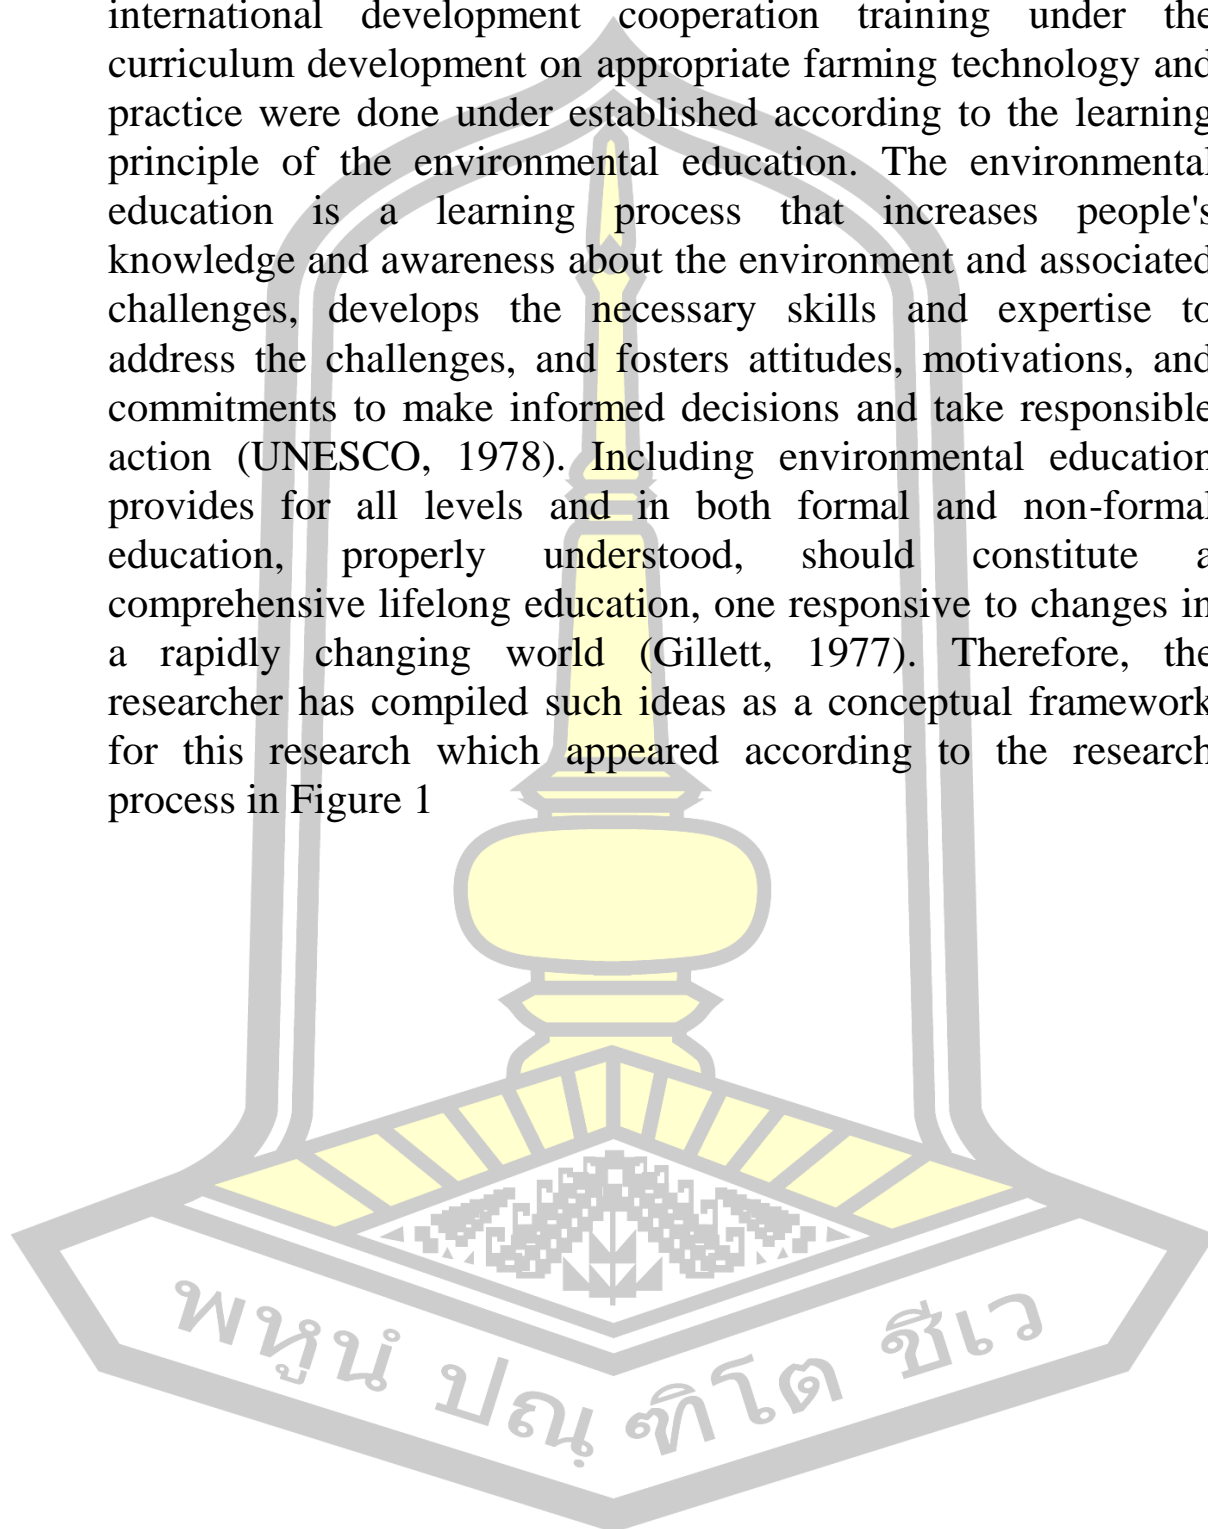 international development cooperation training under the
curriculum development on appropriate farming technology and
practice were done under established according to the learning
principle of the environmental education. The environmental
education is a learning process that increases people's
knowledge and awareness about the environment and associated
challenges, develops the necessary skills and expertise to
address the challenges, and fosters attitudes, motivations, and
commitments to make informed decisions and take responsible
action (UNESCO, 1978). Including environmental education
provides for all levels and in both formal and non-formal
education, properly understood, should constitute a
comprehensive lifelong education, one responsive to changes in
a rapidly changing world (Gillett, 1977). Therefore, the
researcher has compiled such ideas as a conceptual framework
for this research which appeared according to the research
process in Figure 1
พหูนํ ปณฺฑิโต ชีเว